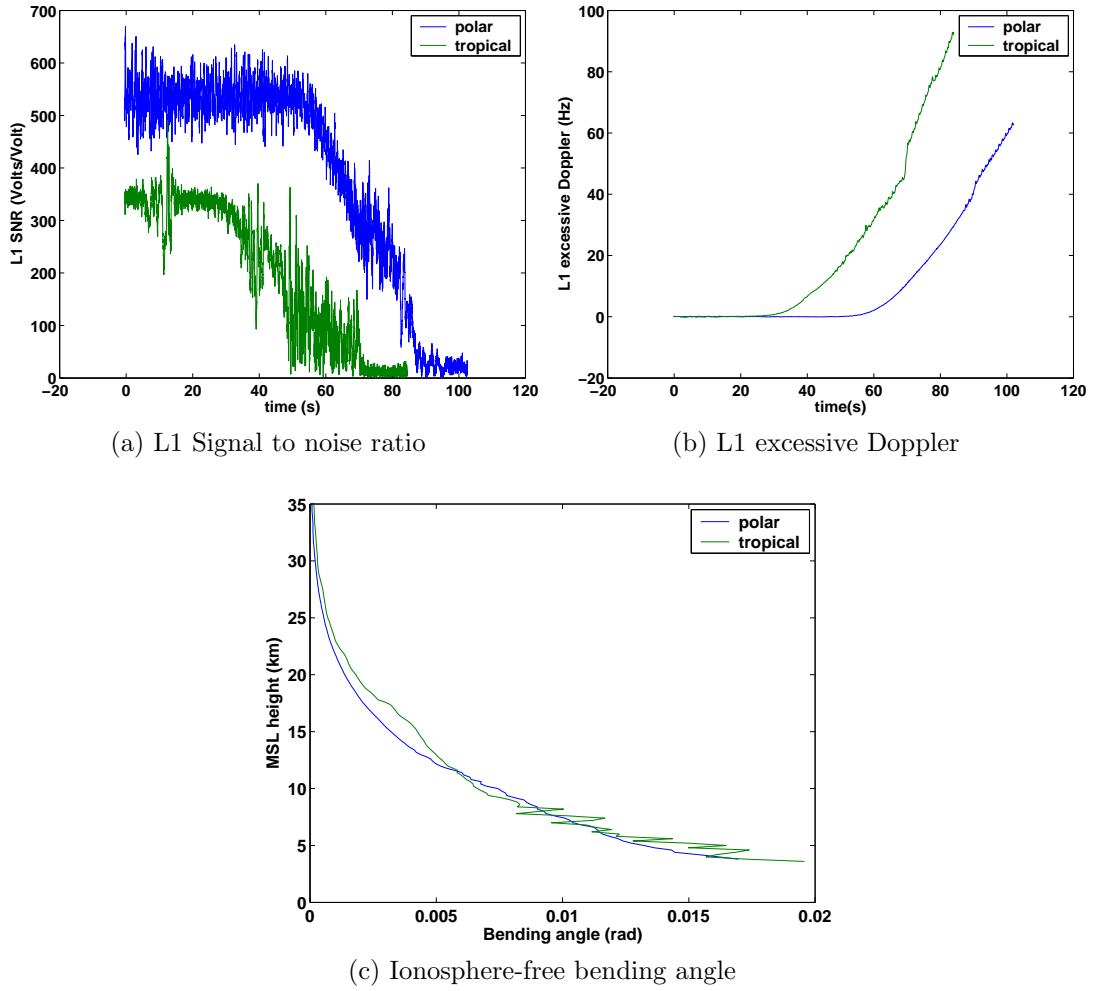 700
600
500
400
300
200
100
0
−20
0
20
40
60
80
100
120
L1 SNR (Volts/Volt)
time (s)
polar
tropical
(a) L1 Signal to noise ratio
100
80
60
40
20
0
−20
−20
0
20
40
60
80
100
120
L1 excessive Doppler (Hz)
time(s)
polar
tropical
(b) L1 excessive Doppler
35
30
25
20
15
10
5
0
0
0.005
0.01
0.015
0.02
MSL height (km)
Bending angle (rad)
polar
tropical
(c) Ionosphere-free bending angle